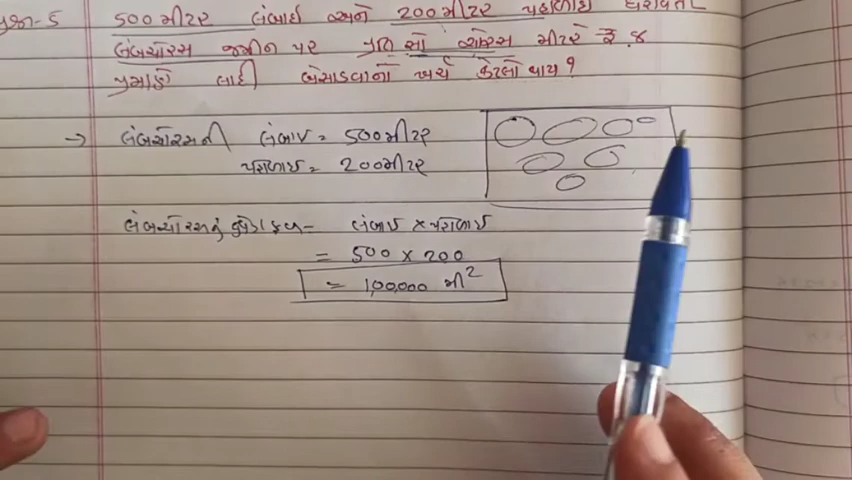 પ્રશ્ન-5 500 મીટર લંબાઈ અને 200 મીટર પહોળાઈ ધરાવતા
લંબચોરસ જમીન પર પ્રતિ સો ચોરસ મીટરે રૂ.૪
પ્રમાણે લાદી બેસાડવાનો ખર્ચ કેટલો થાય?
→ લંબચોરસની લંબાઈ = 500 મીટર
પહોળાઈ = 200 મીટર
લંબચોરસનું ક્ષેત્રફળ = લંબાઈ × પહોળાઈ
= 500 × 200
= 1,00,000 મી²